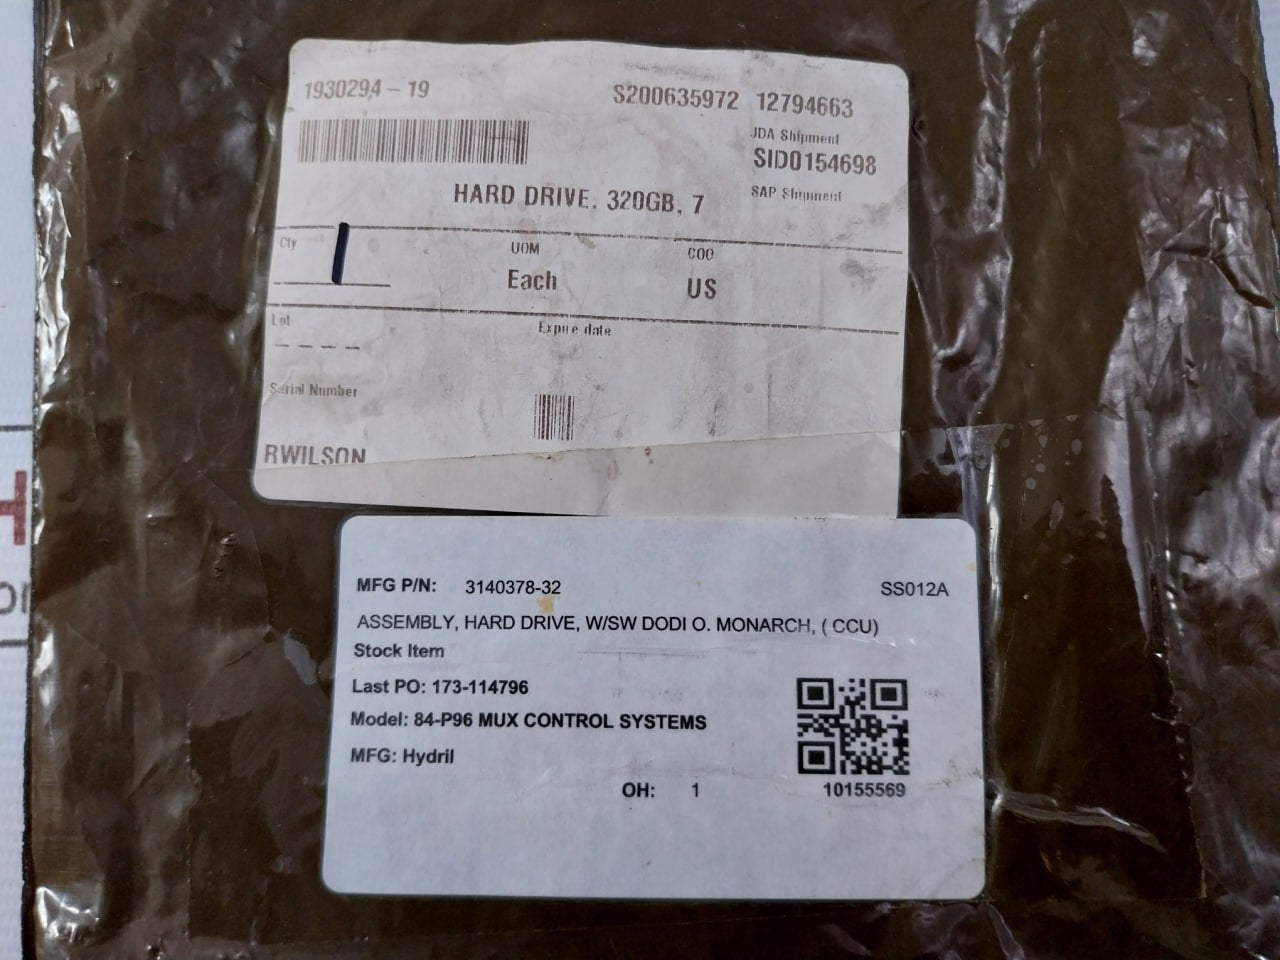 1930294-19
S200635972 12794663
JDA Shipment
SID0154698
SAP Shipment
HARD DRIVE, 320GB, 7
Qty 1
UOM
COO
Each
US
Lot
Expire date
Serial Number
RWILSON
MFG P/N: 3140378-32
SS012A
ASSEMBLY, HARD DRIVE, W/SW DODI O. MONARCH, ( CCU)
Stock Item
Last PO: 173-114796
Model: 84-P96 MUX CONTROL SYSTEMS
MFG: Hydril
OH: 1
10155569